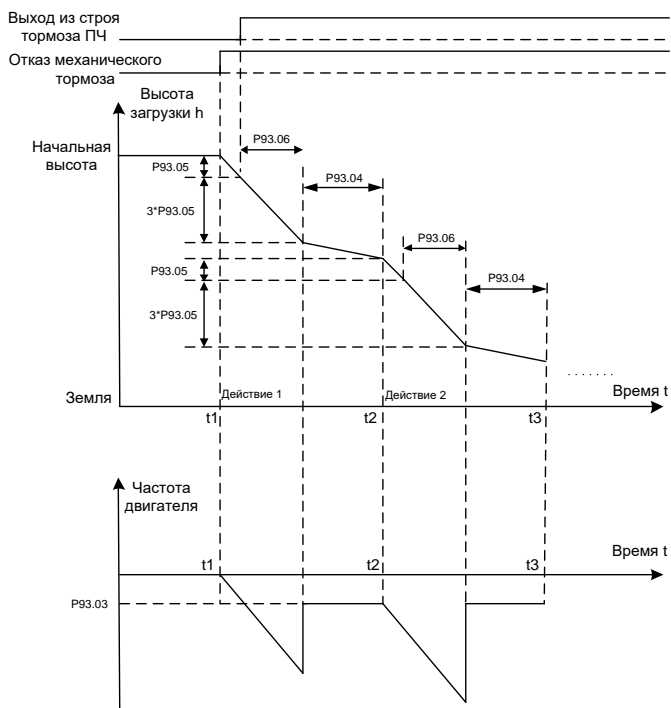 Выход из строя
тормоза ПЧ
Отказ механического
тормоза
Высота
загрузки h
Начальная
высота
P93.06
P93.05
P93.04
3*P93.05
P93.06
P93.05
P93.04
3*P93.05
Время t
Земля
Действие 1
Действие 2
t1
t2
t3
.......
Частота
двигателя
Время t
t1
t2
t3
P93.03